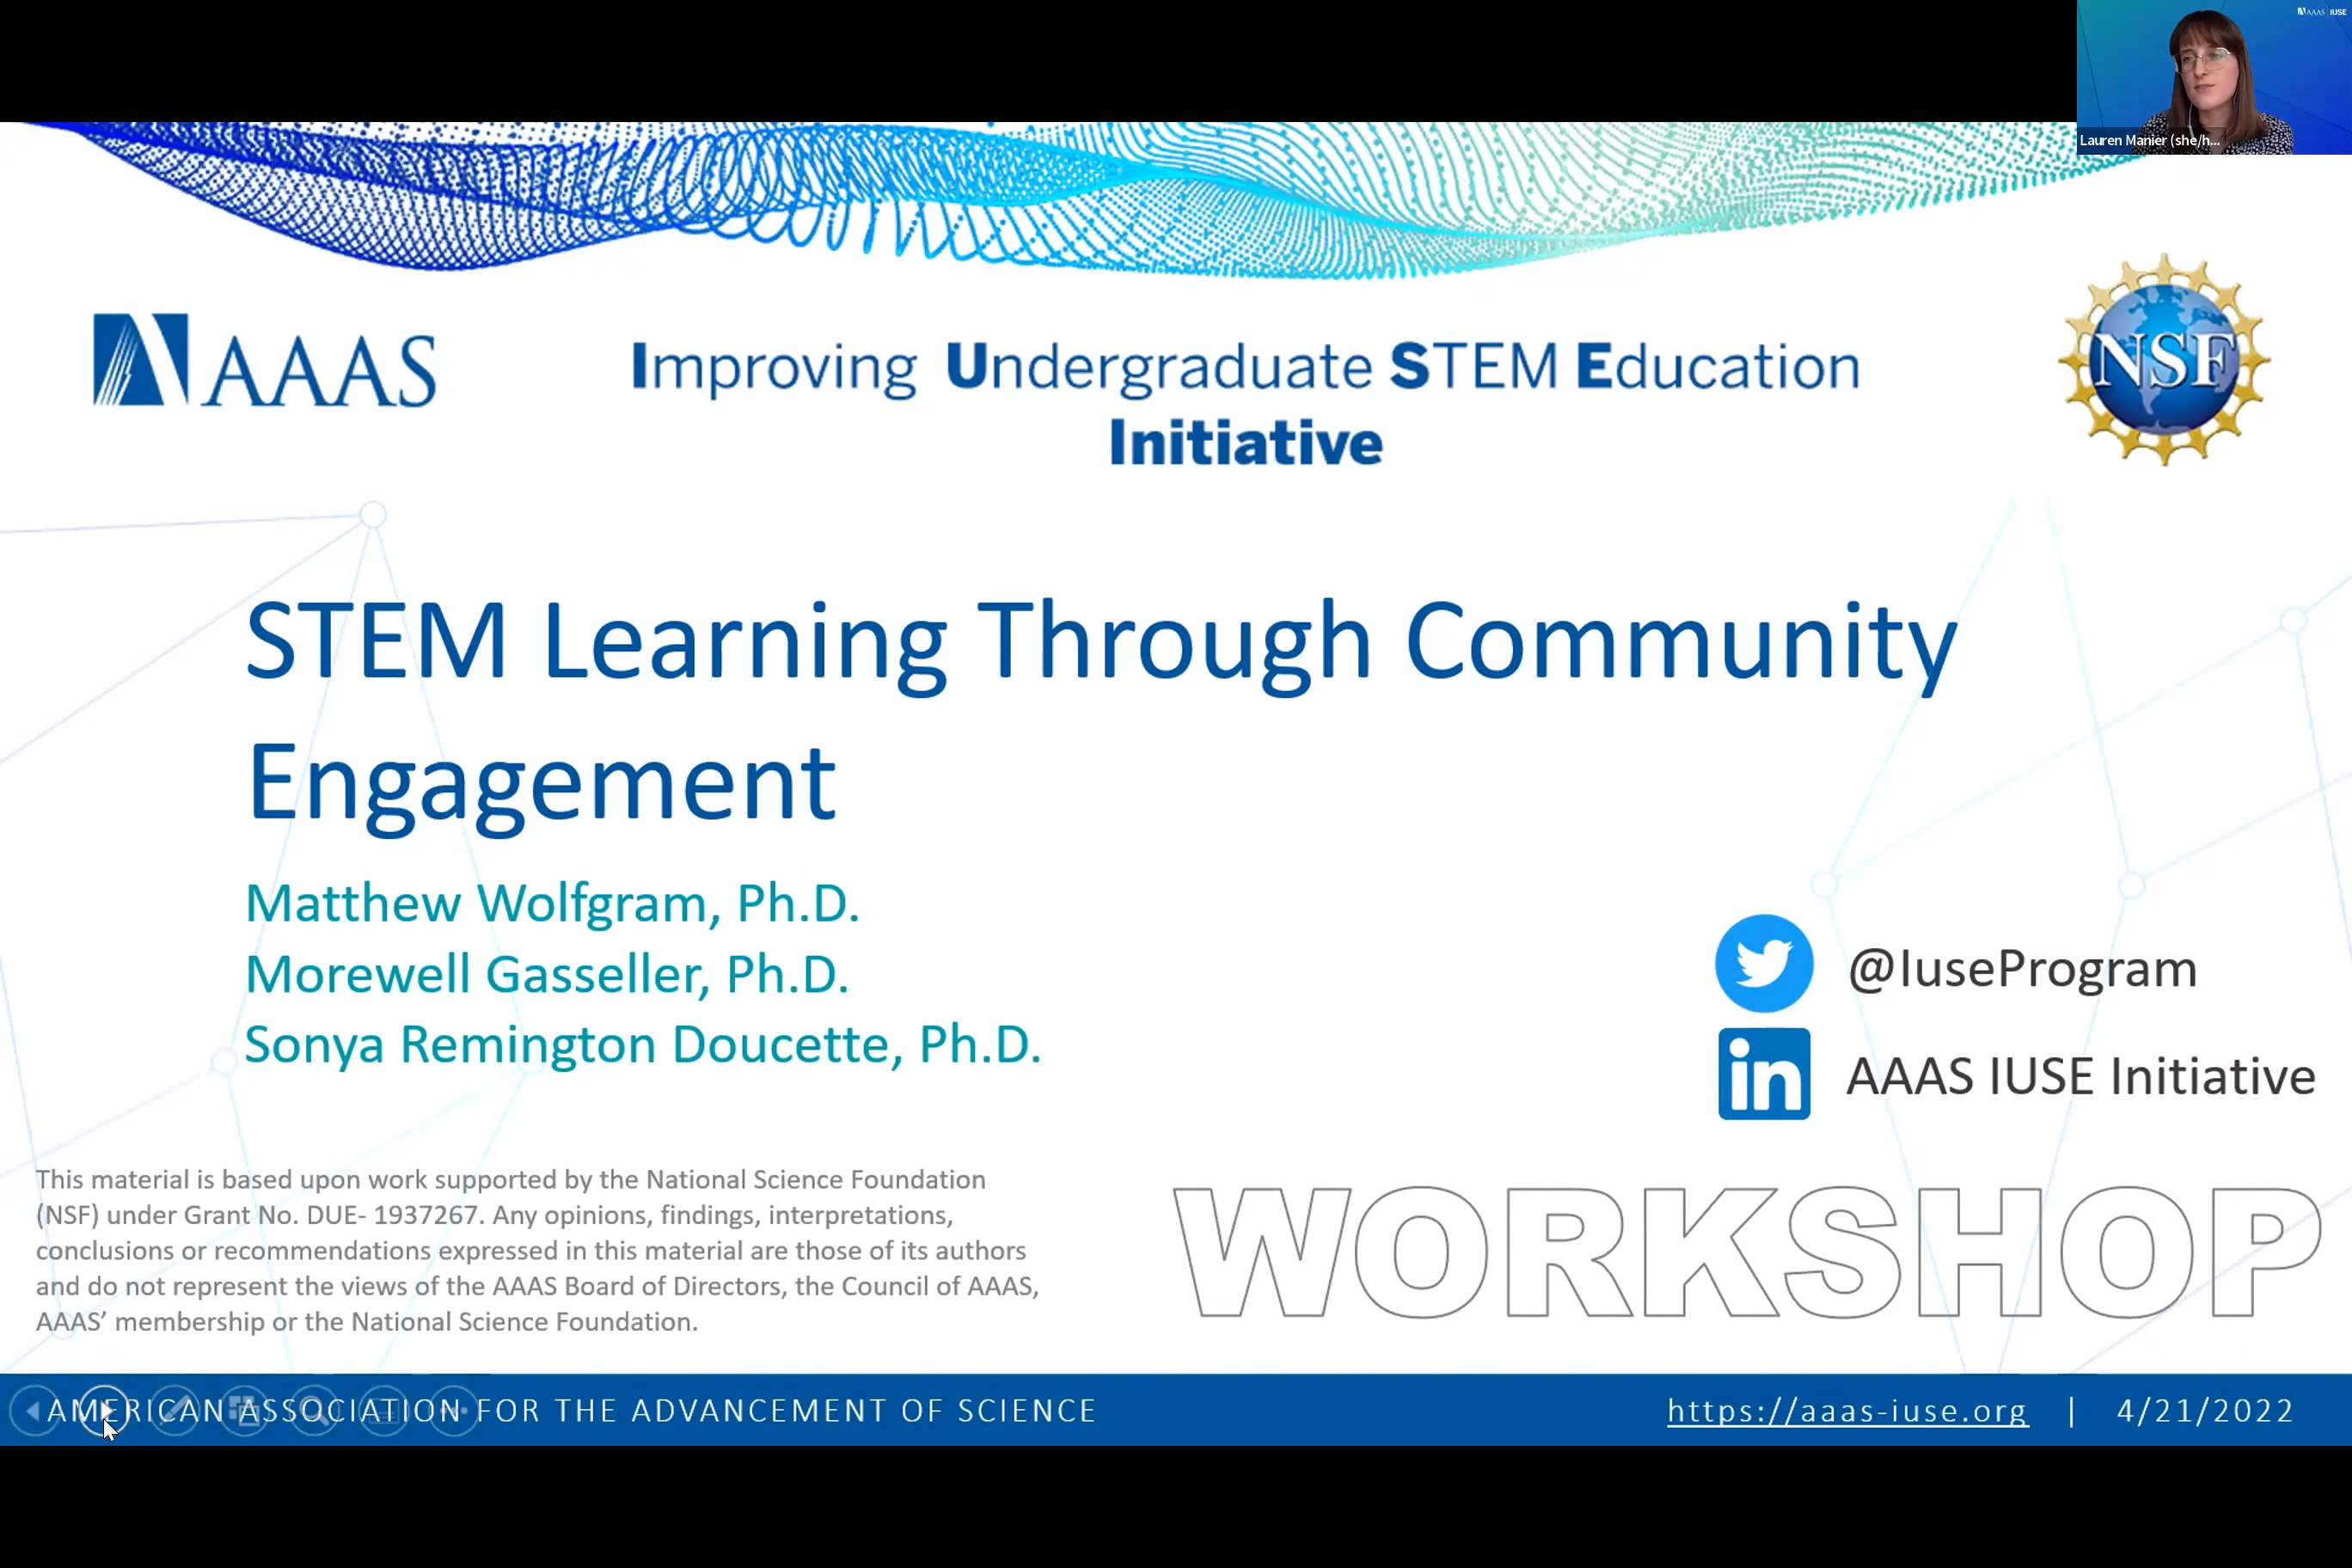 AAAS | IUSE
Lauren Manier (she/h...
AAAS
Improving Undergraduate STEM Education
Initiative
NSF
STEM Learning Through Community
Engagement
Matthew Wolfgram, Ph.D.
Morewell Gasseller, Ph.D.
Sonya Remington Doucette, Ph.D.
@IuseProgram
in
AAAS IUSE Initiative
This material is based upon work supported by the National Science Foundation
(NSF) under Grant No. DUE- 1937267. Any opinions, findings, interpretations,
conclusions or recommendations expressed in this material are those of its authors
and do not represent the views of the AAAS Board of Directors, the Council of AAAS,
AAAS’ membership or the National Science Foundation.
WORKSHOP
AMERICAN ASSOCIATION FOR THE ADVANCEMENT OF SCIENCE
https://aaas-iuse.org | 4/21/2022